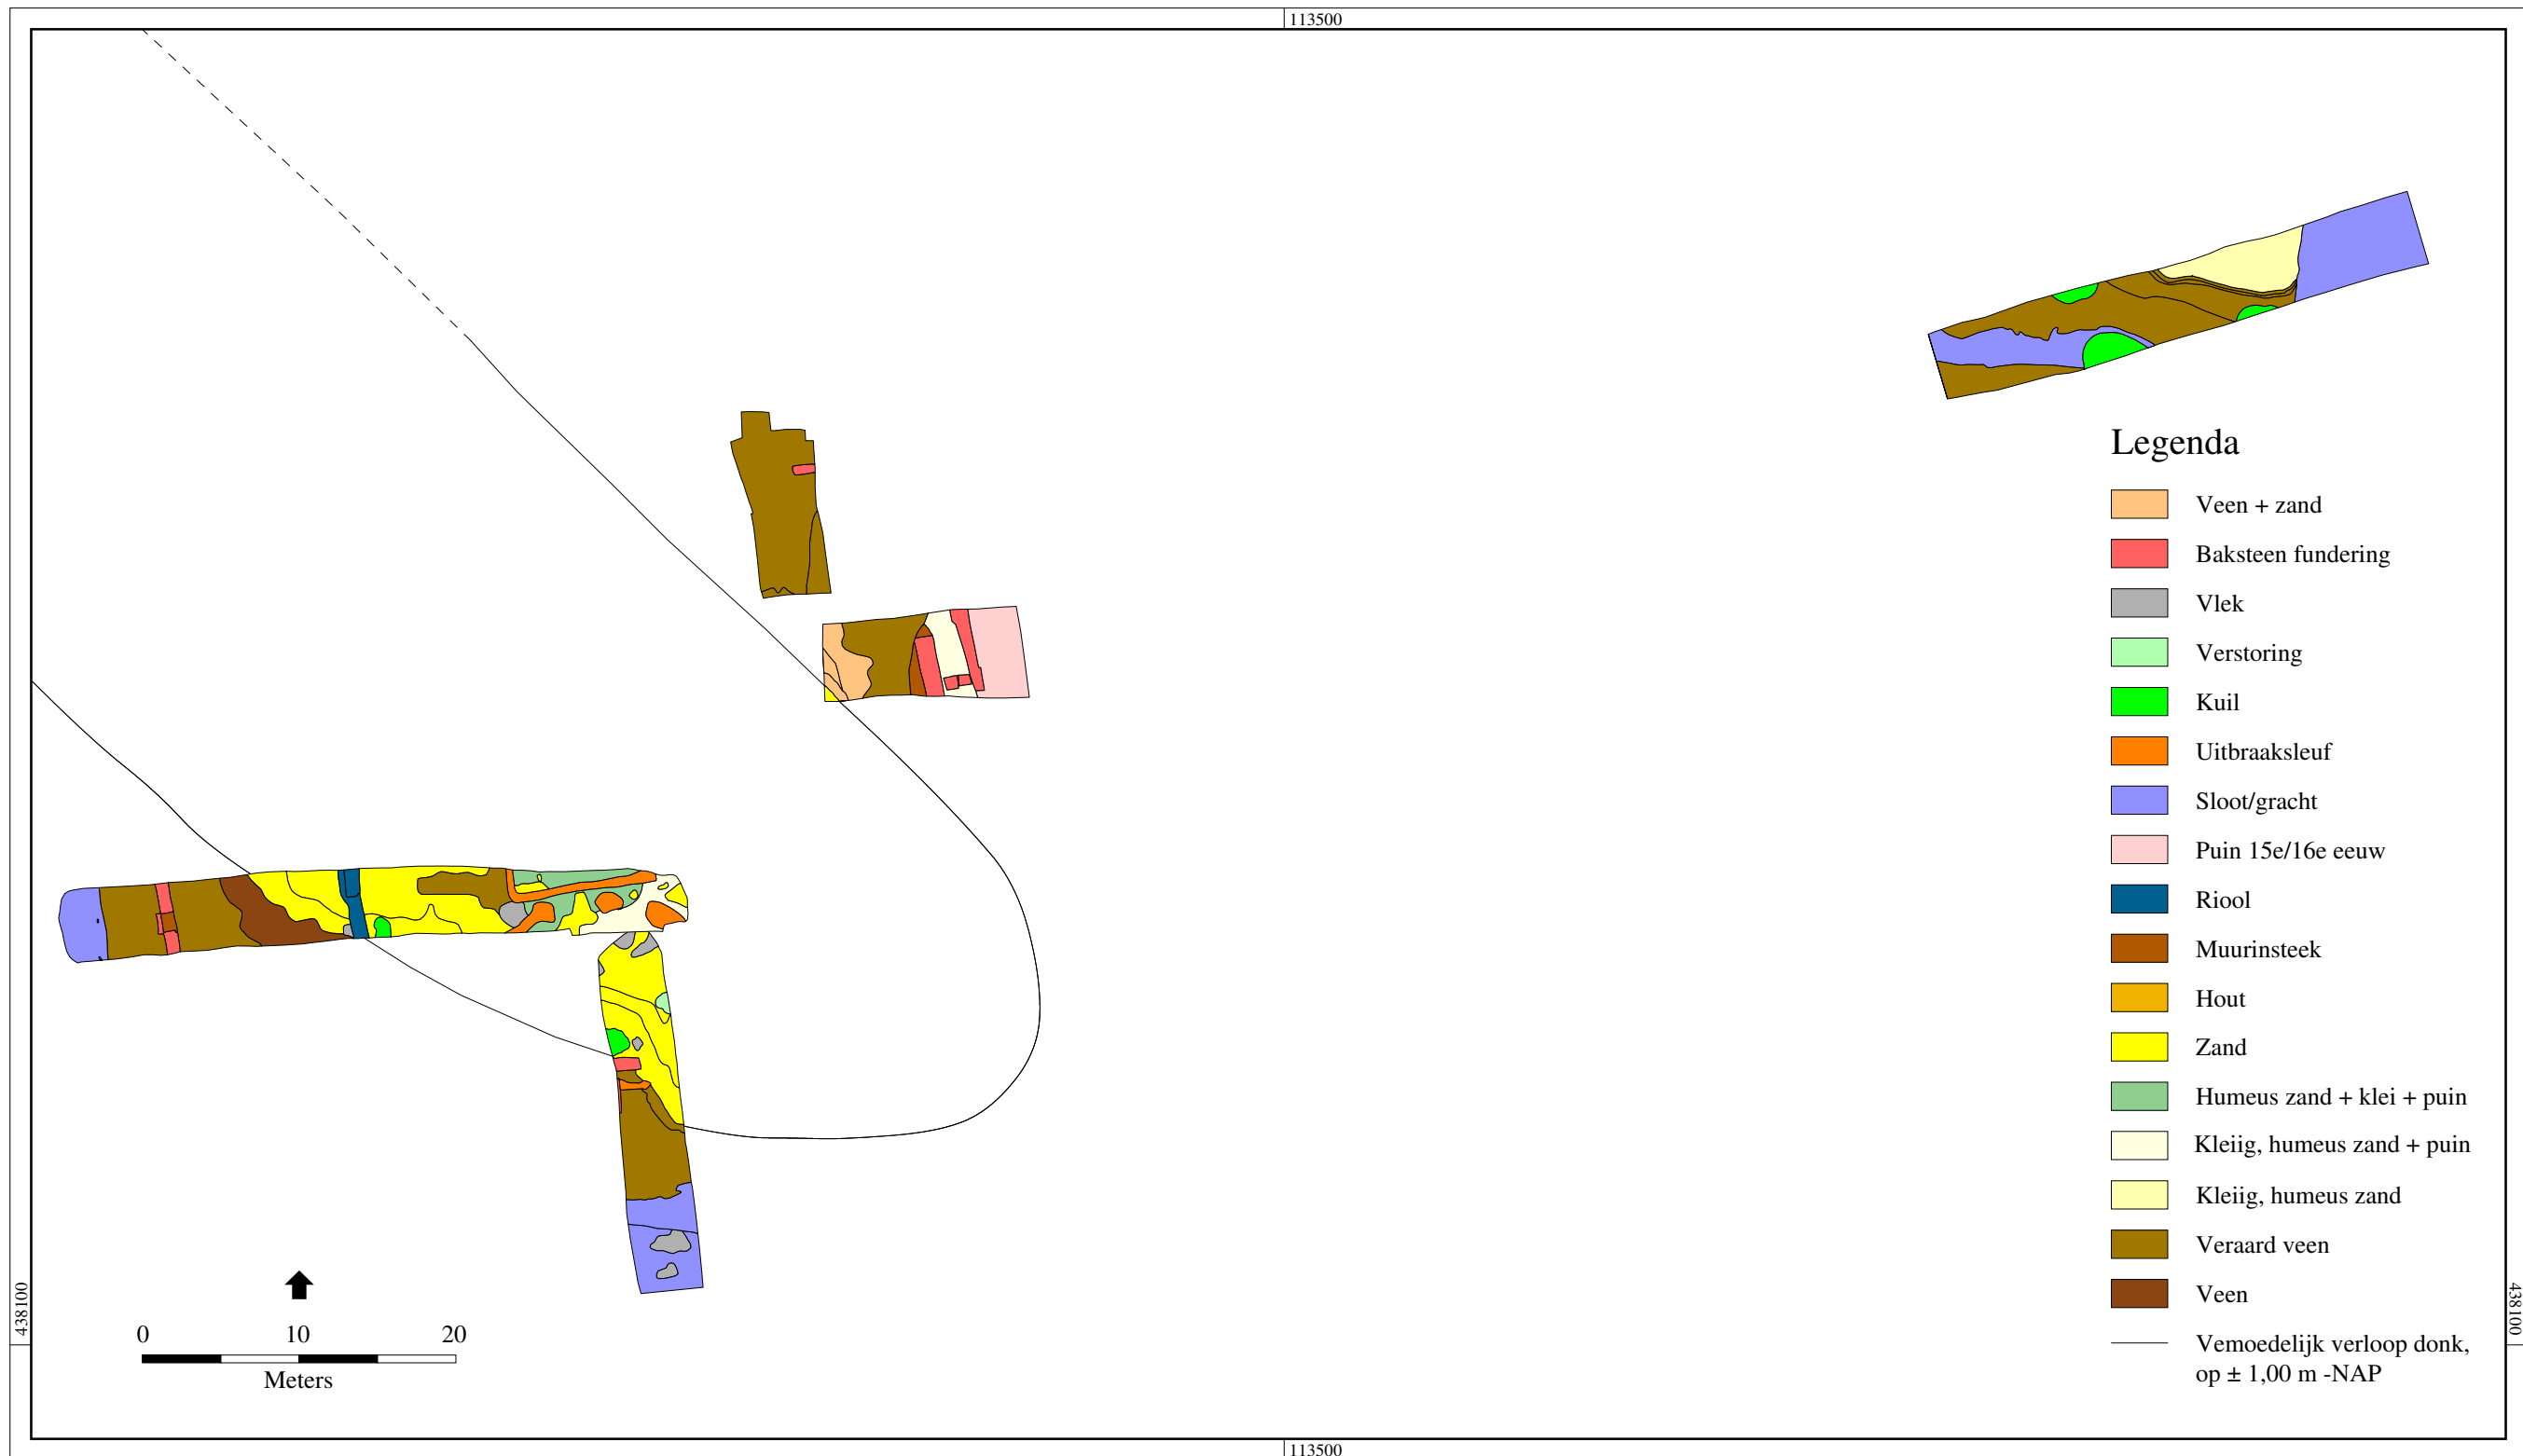 113500
Legenda
Veen + zand
Baksteen fundering
Vlek
Verstoring
Kuil
Uitbraaksleuf
Sloot/gracht
Puin 15e/16e eeuw
Riool
Muurinsteek
Hout
Zand
Humeus zand + klei + puin
Kleiig, humeus zand + puin
Kleiig, humeus zand
Veraard veen
Veen
Vemoedelijk verloop donk,
op ± 1,00 m -NAP
438100
438100
0 10 20
Meters
113500